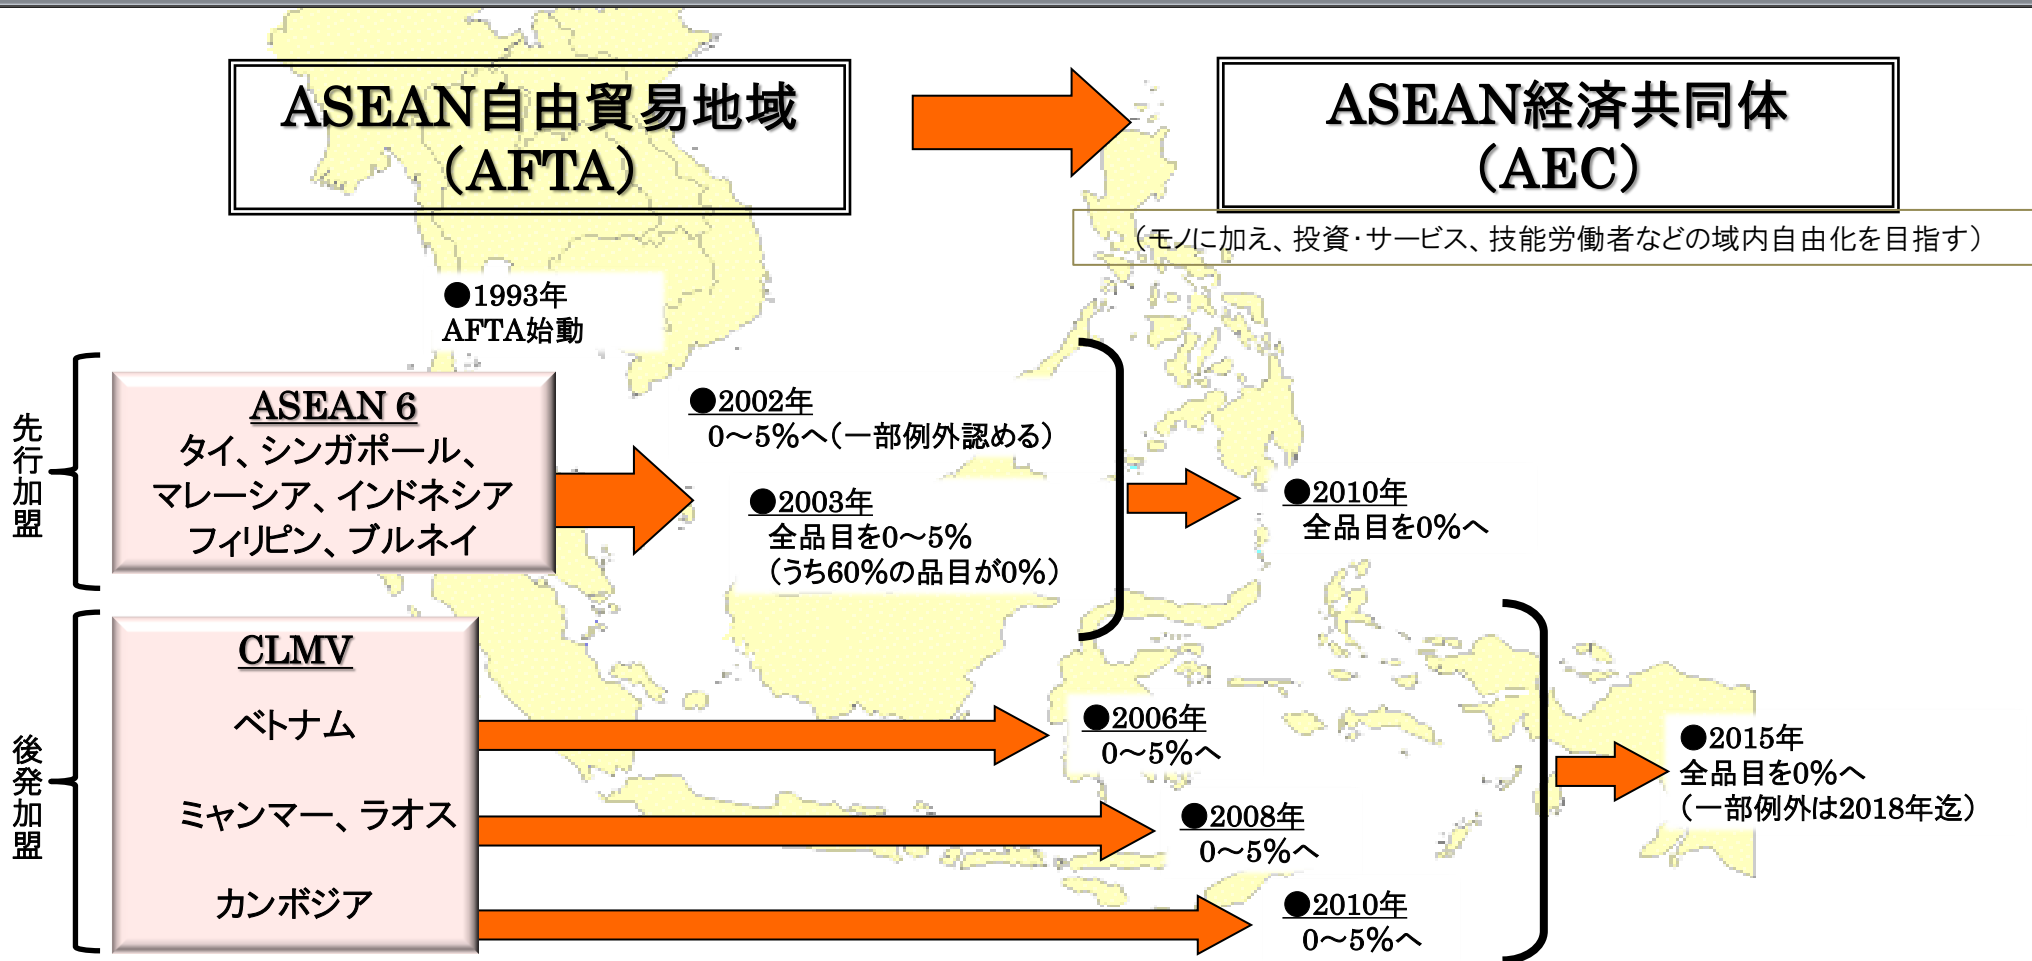 ASEAN自由貿易地域
（AFTA）
ASEAN経済共同体
（AEC）
（モノに加え、投資・サービス、技能労働者などの域内自由化を目指す）
●1993年
AFTA始動
先行加盟
ASEAN 6
タイ、シンガポール、
マレーシア、インドネシア
フィリピン、ブルネイ
●2002年
0～5%へ（一部例外認める）
●2003年
全品目を0～5%
（うち60%の品目が0%）
●2010年
全品目を0%へ
後発加盟
CLMV
ベトナム
ミャンマー、ラオス
カンボジア
●2006年
0～5%へ
●2008年
0～5%へ
●2010年
0～5%へ
●2015年
全品目を0%へ
（一部例外は2018年迄）